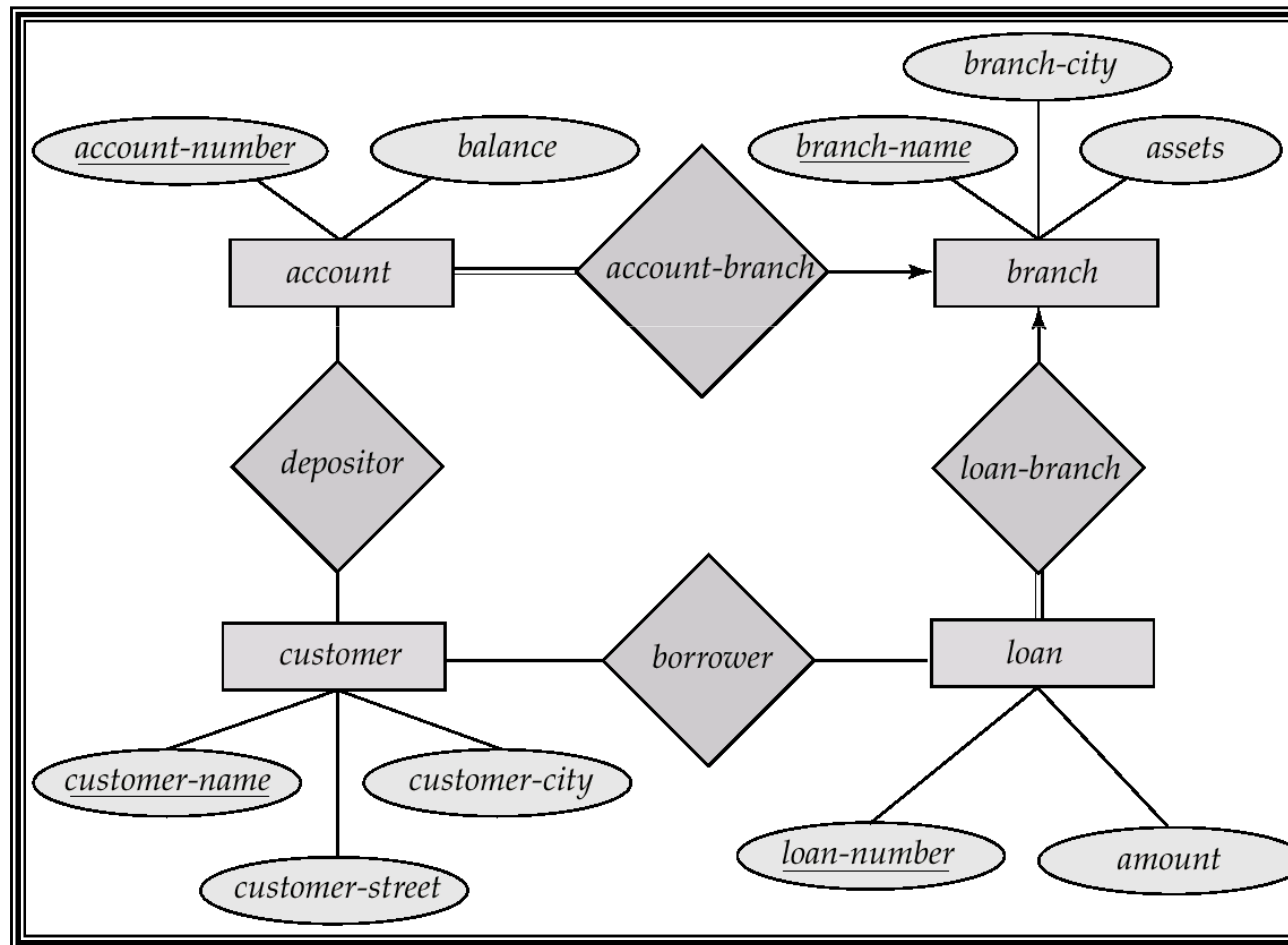 branch-city
account-number
balance
branch-name
assets
account
account-branch
branch
depositor
loan-branch
customer
borrower
loan
customer-name
customer-city
loan-number
amount
customer-street